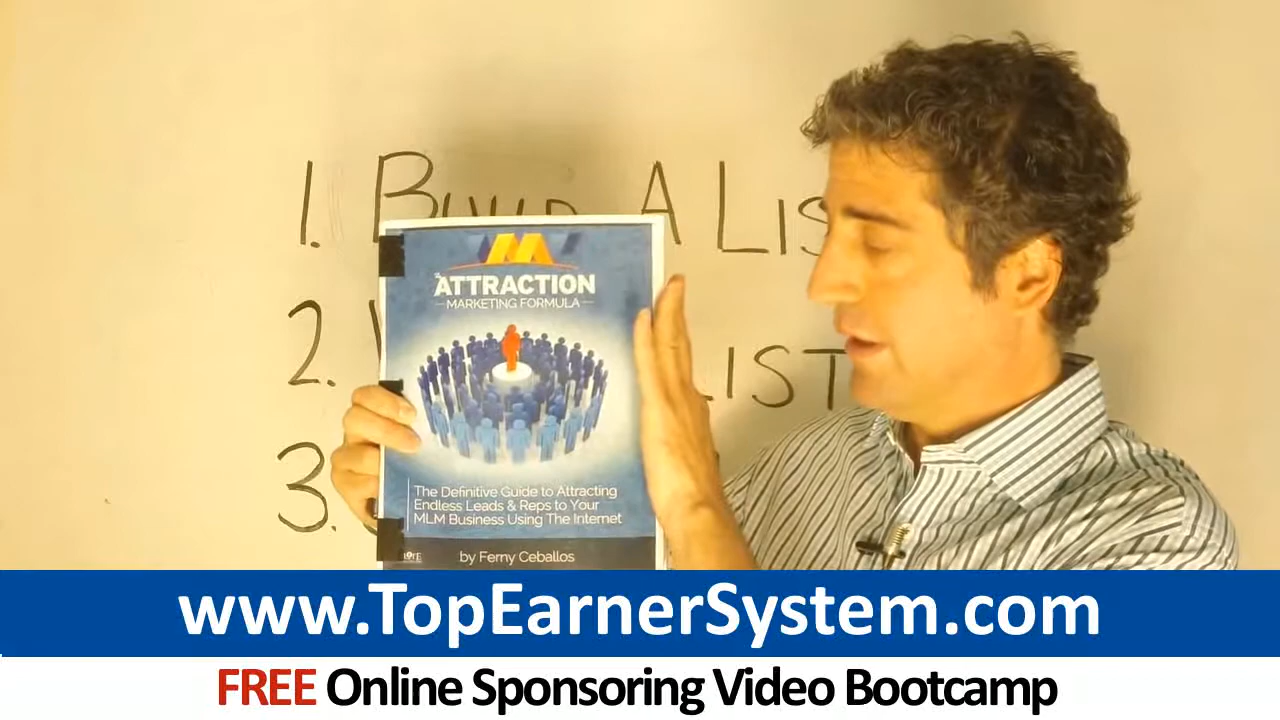 1. BUILD A LIS
2. LIST
3.
ATTRACTION
MARKETING FORMULA
The Definitive Guide to Attracting
Endless Leads & Reps to Your
MLM Business Using The Internet
by Ferny Ceballos
www.TopEarnerSystem.com
FREE Online Sponsoring Video Bootcamp